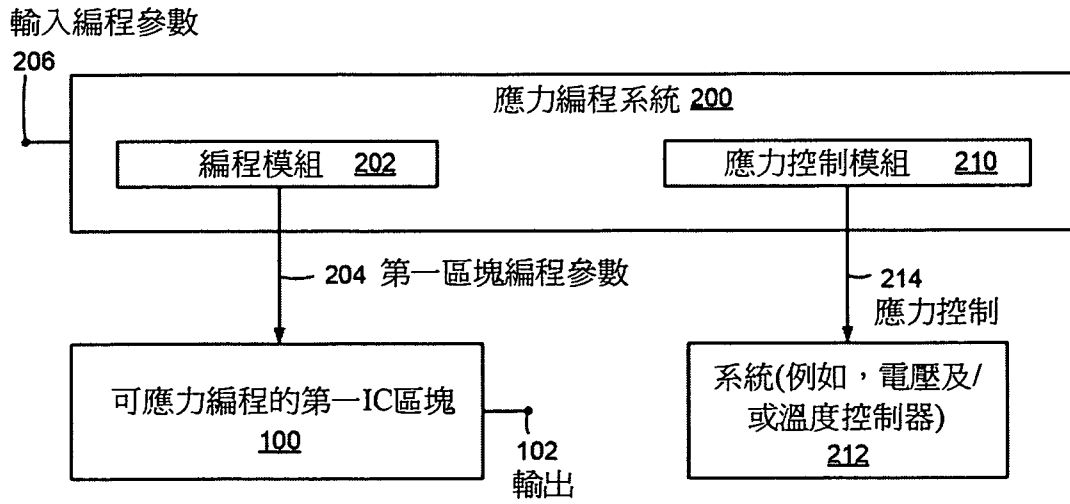 輸入編程參數
206
應力編程系統 200
編程模組 202
應力控制模組 210
204 第一區塊編程參數
214
應力控制
可應力編程的第一IC區塊
100
102
輸出
系統(例如，電壓及/
或溫度控制器)
212